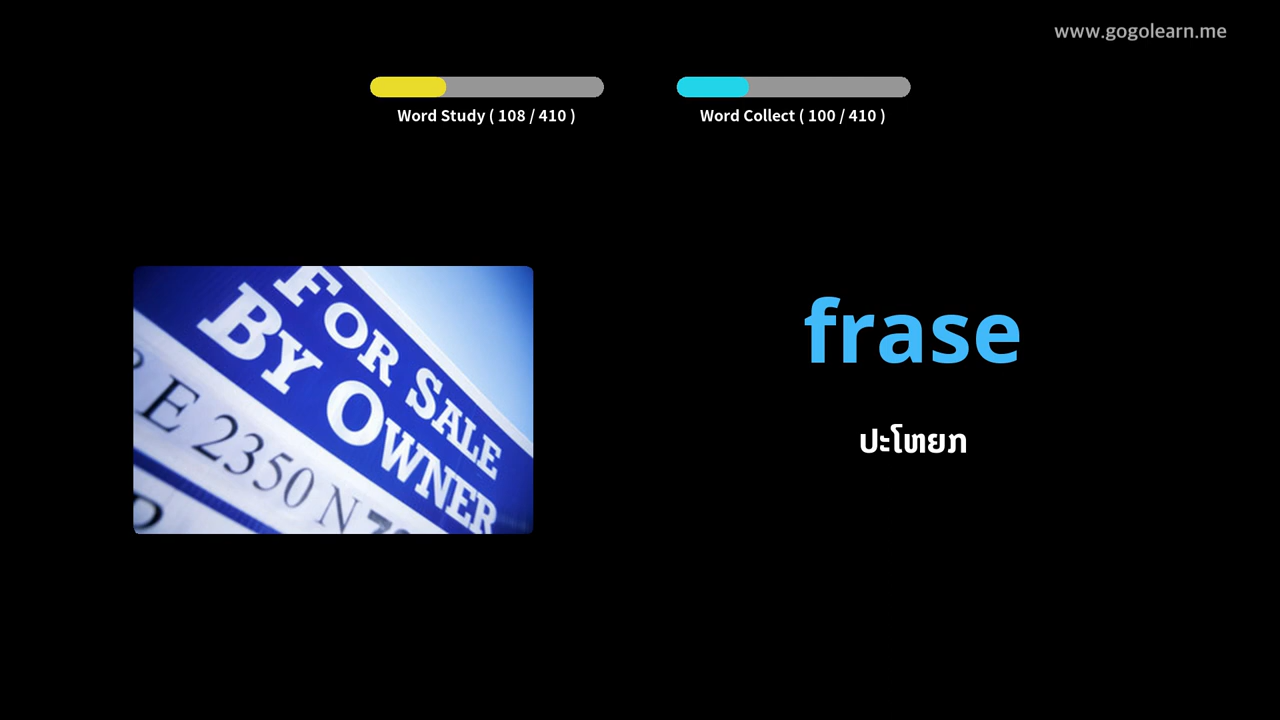 www.gogolearn.me
Word Study ( 108 / 410 )
Word Collect ( 100 / 410 )
FOR SALE
BY OWNER
E 2350 N
frase
ປະໂຫຍກ